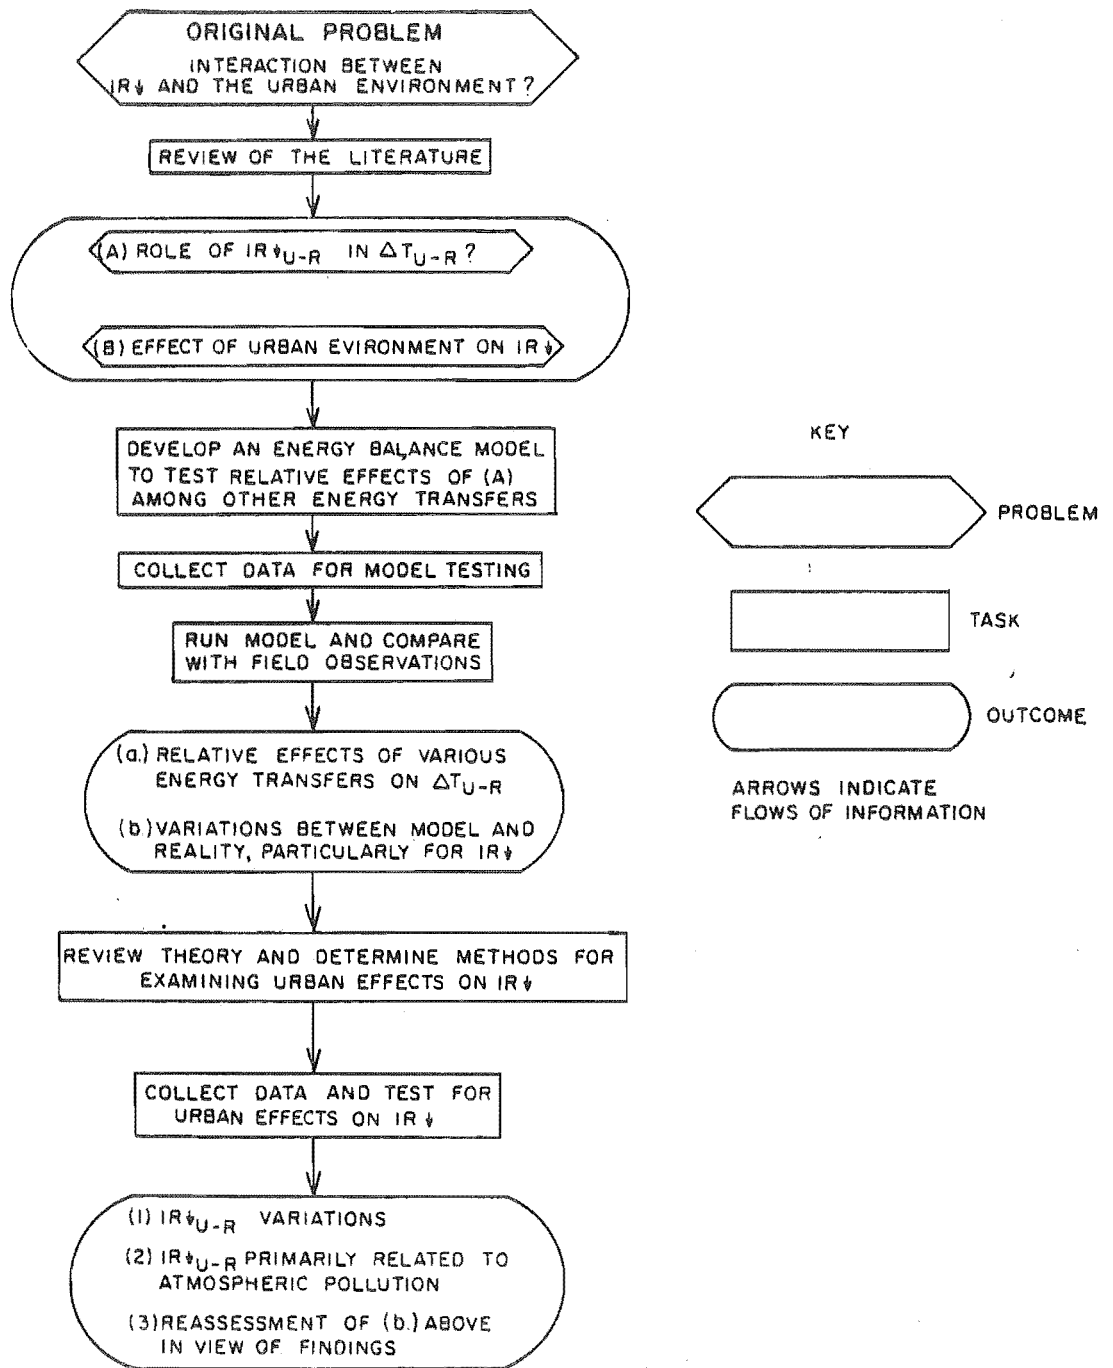 ORIGINAL PROBLEM
INTERACTION BETWEEN
IR↓ AND THE URBAN ENVIRONMENT?
REVIEW OF THE LITERATURE
(A) ROLE OF IR↓U-R IN ΔTU-R?
(B) EFFECT OF URBAN EVIRONMENT ON IR↓
DEVELOP AN ENERGY BALANCE MODEL
TO TEST RELATIVE EFFECTS OF (A)
AMONG OTHER ENERGY TRANSFERS
COLLECT DATA FOR MODEL TESTING
RUN MODEL AND COMPARE
WITH FIELD OBSERVATIONS
(a.) RELATIVE EFFECTS OF VARIOUS
ENERGY TRANSFERS ON ΔTU-R
(b.) VARIATIONS BETWEEN MODEL AND
REALITY, PARTICULARLY FOR IR↓
REVIEW THEORY AND DETERMINE METHODS FOR
EXAMINING URBAN EFFECTS ON IR↓
COLLECT DATA AND TEST FOR
URBAN EFFECTS ON IR↓
(1) IR↓U-R VARIATIONS
(2) IR↓U-R PRIMARILY RELATED TO
ATMOSPHERIC POLLUTION
(3) REASSESSMENT OF (b.) ABOVE
IN VIEW OF FINDINGS
KEY
PROBLEM
TASK
OUTCOME
ARROWS INDICATE
FLOWS OF INFORMATION